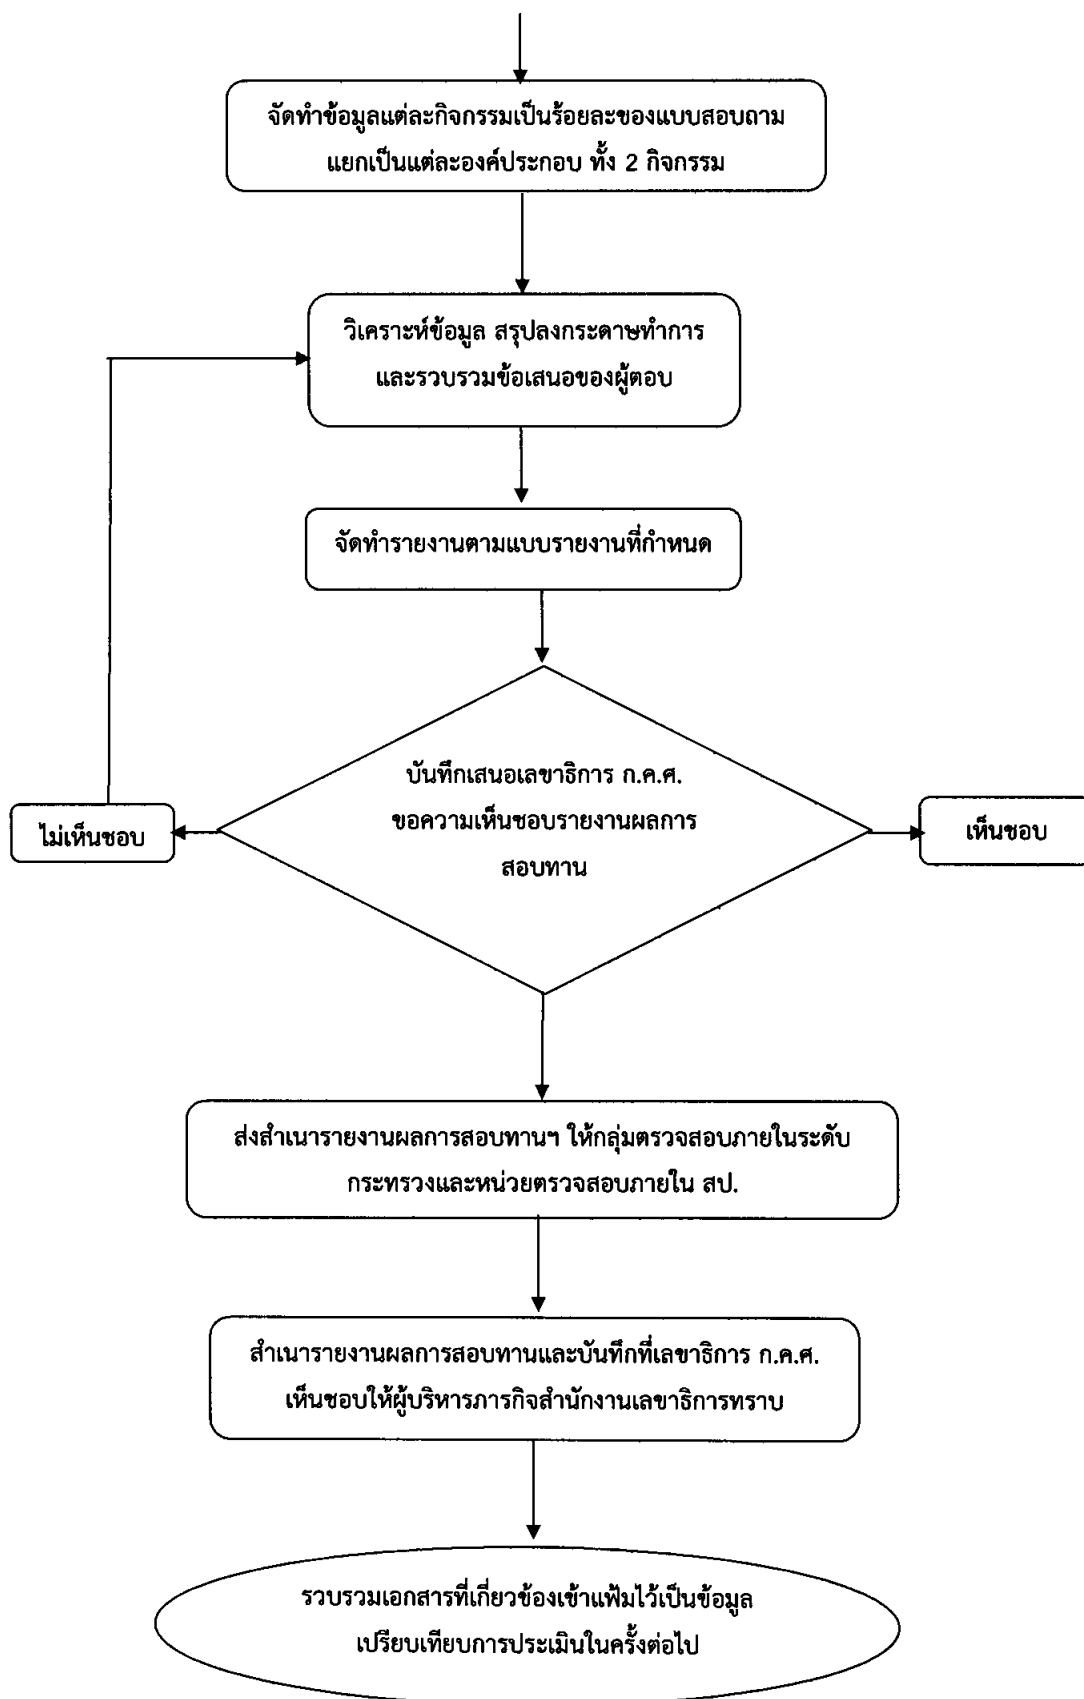 จัดทำข้อมูลแต่ละกิจกรรมเป็นร้อยละของแบบสอบถาม
แยกเป็นแต่ละองค์ประกอบ ทั้ง 2 กิจกรรม
วิเคราะห์ข้อมูล สรุปลงกระดาษทำการ
และรวบรวมข้อเสนอของผู้ตอบ
จัดทำรายงานตามแบบรายงานที่กำหนด
บันทึกเสนอเลขาธิการ ก.ค.ศ.
ขอความเห็นชอบรายงานผลการ
สอบทาน
ไม่เห็นชอบ
เห็นชอบ
ส่งสำเนารายงานผลการสอบทานฯ ให้กลุ่มตรวจสอบภายในระดับ
กระทรวงและหน่วยตรวจสอบภายใน สป.
สำเนารายงานผลการสอบทานและบันทึกที่เลขาธิการ ก.ค.ศ.
เห็นชอบให้ผู้บริหารภารกิจสำนักงานเลขาธิการทราบ
รวบรวมเอกสารที่เกี่ยวข้องเข้าแฟ้มไว้เป็นข้อมูล
เปรียบเทียบการประเมินในครั้งต่อไป